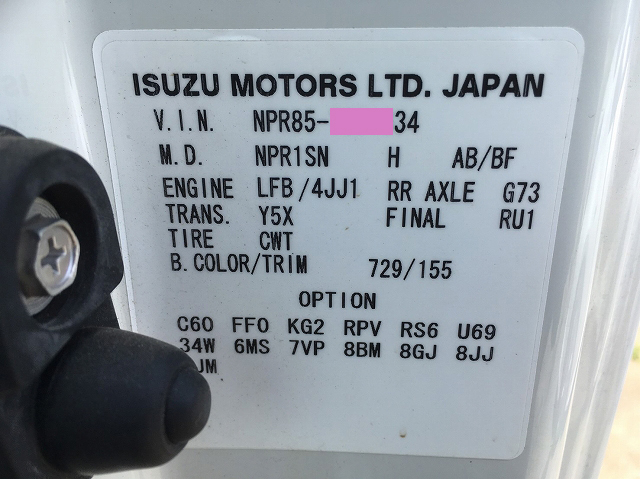 ISUZU MOTORS LTD. JAPAN
V.I.N. NPR85- 34
M.D. NPR1SN H AB/BF
ENGINE LFB/4JJ1 RR AXLE G73
TRANS. Y5X FINAL RU1
TIRE CWT
B.COLOR/TRIM 729/155
OPTION
C60 FF0 KG2 RPV RS6 U69
34W 6MS 7VP 8BM 8GJ 8JJ